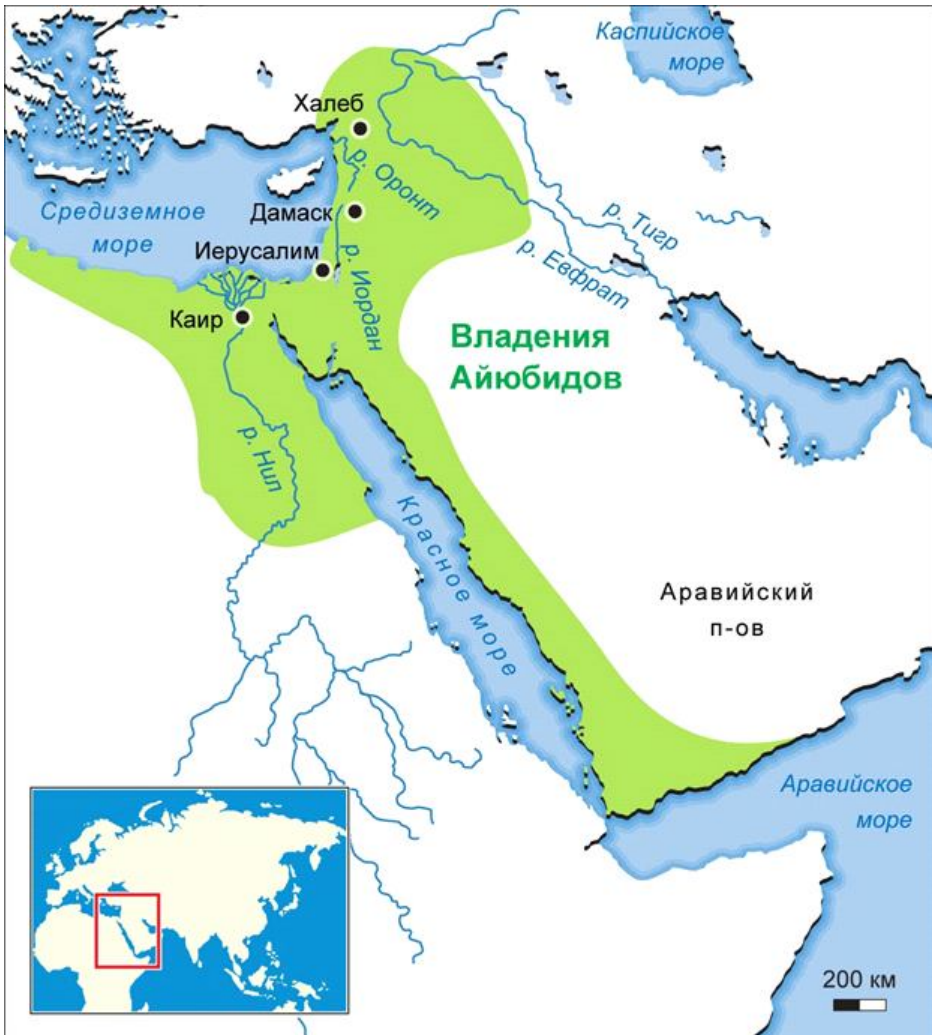 Каспийское
море
Халеб
р. Оронт
Средиземное
море
Дамаск
р. Тигр
Иерусалим
р. Евфрат
р. Иордан
Каир
Владения
Айюбидов
р. Нил
Красное море
Аравийский
п-ов
Аравийское
море
200 км